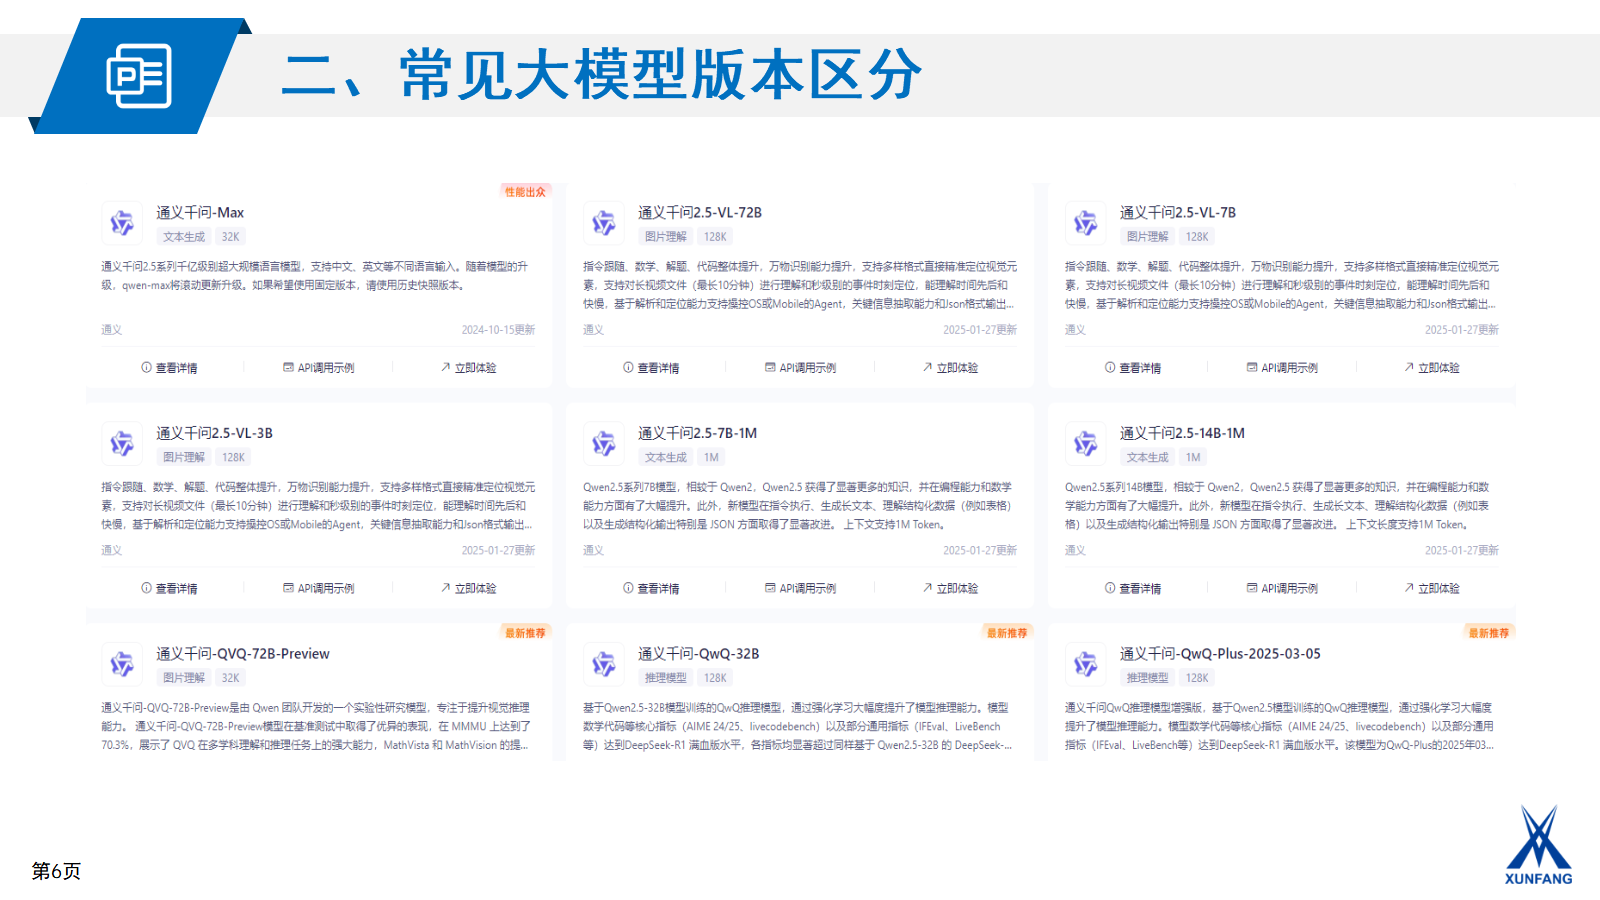 二、常见大模型版本区分
性能出众
通义千问-Max
文本生成 32K
通义千问2.5系列千亿级别超大规模语言模型，支持中文、英文等不同语言输入。随着模型的升
级，qwen-max将滚动更新升级。如果希望使用固定版本，请使用历史快照版本。
通义 2024-10-15更新
查看详情 API调用示例 立即体验
通义千问2.5-VL-72B
图片理解 128K
指令跟随、数学、解题、代码整体提升，万物识别能力提升，支持多样格式直接精准定位视觉元
素，支持对长视频文件（最长10分钟）进行理解和秒级别的事件时刻定位，能理解时间先后和
快慢，基于解析和定位能力支持操控OS或Mobile的Agent，关键信息抽取能力和Json格式输出...
通义 2025-01-27更新
查看详情 API调用示例 立即体验
通义千问2.5-VL-7B
图片理解 128K
指令跟随、数学、解题、代码整体提升，万物识别能力提升，支持多样格式直接精准定位视觉元
素，支持对长视频文件（最长10分钟）进行理解和秒级别的事件时刻定位，能理解时间先后和
快慢，基于解析和定位能力支持操控OS或Mobile的Agent，关键信息抽取能力和Json格式输出...
通义 2025-01-27更新
查看详情 API调用示例 立即体验
通义千问2.5-VL-3B
图片理解 128K
指令跟随、数学、解题、代码整体提升，万物识别能力提升，支持多样格式直接精准定位视觉元
素，支持对长视频文件（最长10分钟）进行理解和秒级别的事件时刻定位，能理解时间先后和
快慢，基于解析和定位能力支持操控OS或Mobile的Agent，关键信息抽取能力和Json格式输出...
通义 2025-01-27更新
查看详情 API调用示例 立即体验
通义千问2.5-7B-1M
文本生成 1M
Qwen2.5系列7B模型，相较于 Qwen2，Qwen2.5 获得了显著更多的知识，并在编程能力和数学
能力方面有了大幅提升。此外，新模型在指令执行、生成长文本、理解结构化数据（例如表格）
以及生成结构化输出特别是 JSON 方面取得了显著改进。 上下文支持1M Token。
通义 2025-01-27更新
查看详情 API调用示例 立即体验
通义千问2.5-14B-1M
文本生成 1M
Qwen2.5系列14B模型，相较于 Qwen2，Qwen2.5 获得了显著更多的知识，并在编程能力和数
学能力方面有了大幅提升。此外，新模型在指令执行、生成长文本、理解结构化数据（例如表
格）以及生成结构化输出特别是 JSON 方面取得了显著改进。 上下文长度支持1M Token。
通义 2025-01-27更新
查看详情 API调用示例 立即体验
最新推荐
通义千问-QVQ-72B-Preview
图片理解 32K
通义千问-QVQ-72B-Preview是由 Qwen 团队开发的一个实验性研究模型，专注于提升视觉推理
能力。 通义千问-QVQ-72B-Preview模型在基准测试中取得了优异的表现，在 MMMU 上达到了
70.3%，展示了 QVQ 在多学科理解和推理任务上的强大能力，MathVista 和 MathVision 的提...
最新推荐
通义千问-QwQ-32B
推理模型 128K
基于Qwen2.5-32B模型训练的QwQ推理模型，通过强化学习大幅度提升了模型推理能力。模型
数学代码等核心指标（AIME 24/25、livecodebench）以及部分通用指标（IFEval、LiveBench
等）达到DeepSeek-R1 满血版水平，各指标均显著超过同样基于 Qwen2.5-32B 的 DeepSeek-...
最新推荐
通义千问-QwQ-Plus-2025-03-05
推理模型 128K
通义千问QwQ推理模型增强版，基于Qwen2.5模型训练的QwQ推理模型，通过强化学习大幅度
提升了模型推理能力。模型数学代码等核心指标（AIME 24/25、livecodebench）以及部分通用
指标（IFEval、LiveBench等）达到DeepSeek-R1 满血版水平。该模型为QwQ-Plus的2025年03...
第6页
XUNFANG